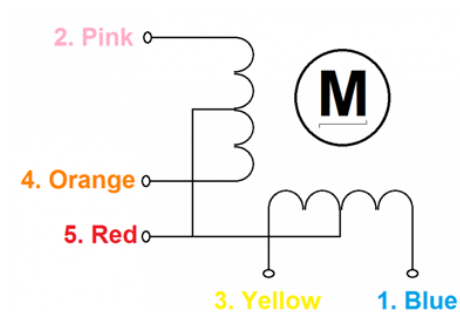 2. Pink
M
4. Orange
5. Red
3. Yellow
1. Blue